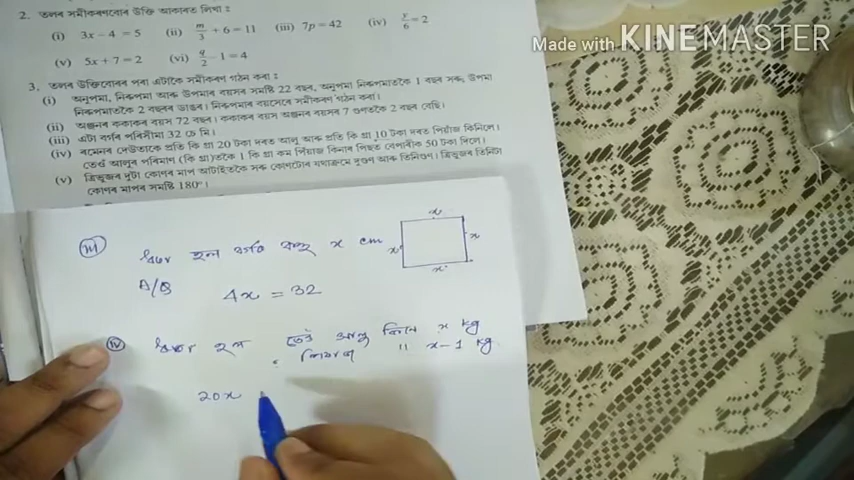 Made with KINEMASTER
2. তলৰ সমীকৰণবোৰ উক্তি আকাৰত লিখা :
(i) 3x – 4 = 5 (ii) m/3 + 6 = 11 (iii) 7p = 42 (iv) /6 = 2
(v) 5x + 7 = 2 (vi) q/2 – 1 = 4
3. তলৰ উক্তিবোৰৰ পৰা এটাকৈ সমীকৰণ গঠন কৰা :
(i) অনুপমা, নিৰুপমা আৰু উপমাৰ বয়সৰ সমষ্টি 22 বছৰ, অনুপমা নিৰুপমাতকৈ 1 বছৰ সৰু, উপমা
নিৰুপমাতকৈ 2 বছৰৰ ডাঙৰ। নিৰুপমাৰ বয়সেৰে সমীকৰণ গঠন কৰা।
(ii) অঞ্জনৰ ককাকৰ বয়স 72 বছৰ। ককাকৰ বয়স অঞ্জনৰ বয়সৰ 7 গুণতকৈ 2 বছৰ বেছি।
(iii) এটা বৰ্গৰ পৰিসীমা 32 চে মি।
(iv) ৰমেনৰ দেউতাকে প্ৰতি কি গ্ৰা 20 টকা দৰত আলু আৰু প্ৰতি কি গ্ৰা 10 টকা দৰত পিঁয়াজ কিনিলে।
তেওঁ আলুৰ পৰিমাণ (কি গ্ৰা)তকৈ 1 কি গ্ৰা কম পিঁয়াজ কিনাৰ পিছত বেপাৰীক 50 টকা দিলে।
(v) ত্ৰিভুজৰ দুটা কোণৰ মাপ আটাইতকৈ সৰু কোণটোৰ যথাক্ৰমে দুগুণ আৰু তিনিগুণ। ত্ৰিভুজৰ তিনিটা
কোণৰ মাপৰ সমষ্টি 180°।
(iii) ধৰা হল বৰ্গৰ বাহু x cm
x
x x
x
A/Q 4x = 32
(iv) ধৰা হল তেওঁ আলু কিনে x kg
" পিয়াজ " x – 1 kg
20x